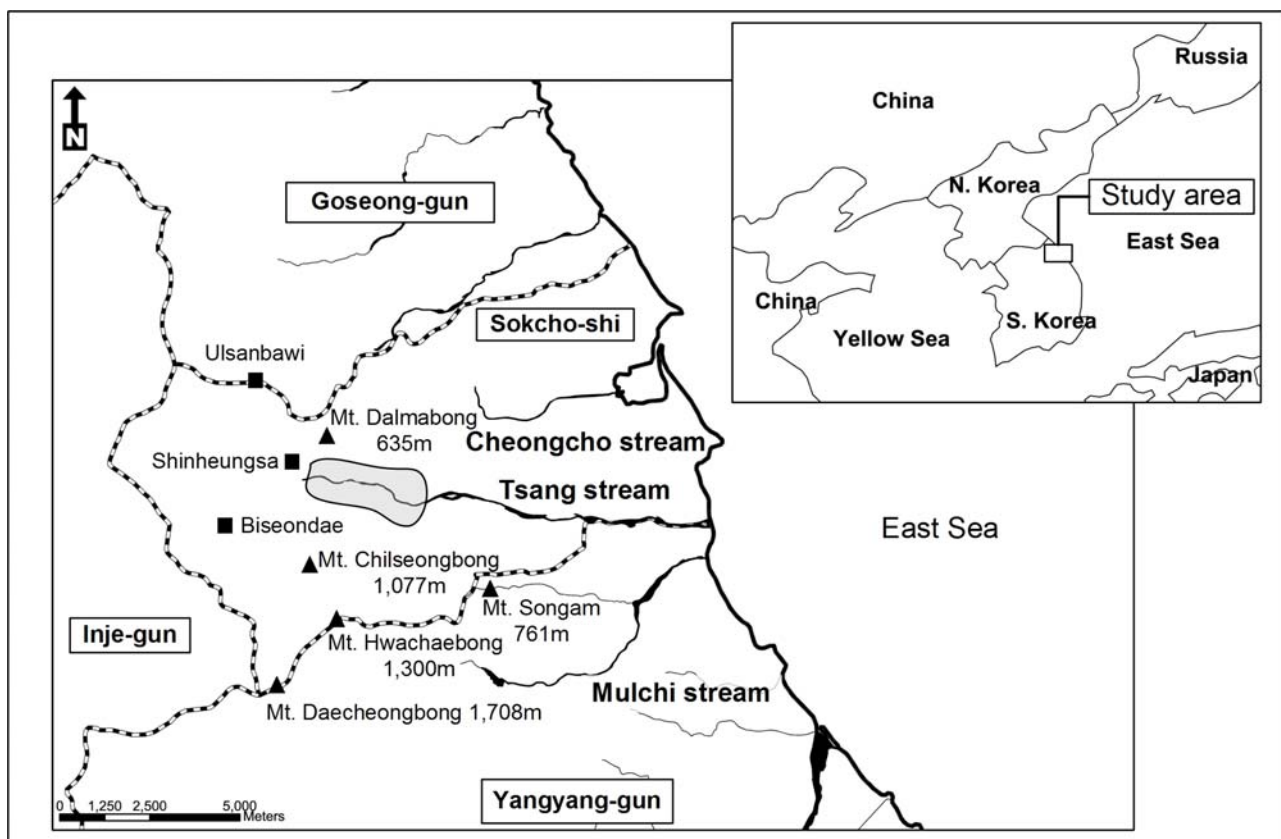 Russia
China
N
N. Korea
Goseong-gun
Study area
East Sea
China
Sokcho-shi
S. Korea
Yellow Sea
Ulsanbawi
Japan
Mt. Dalmabong
635m
Cheongcho stream
Shinheungsa
Tsang stream
Biseondae
East Sea
Mt. Chilseongbong
1,077m
Mt. Songam
761m
Inje-gun
Mt. Hwachaebong
1,300m
Mulchi stream
Mt. Daecheongbong 1,708m
Yangyang-gun
0 1,250 2,500 5,000
Meters